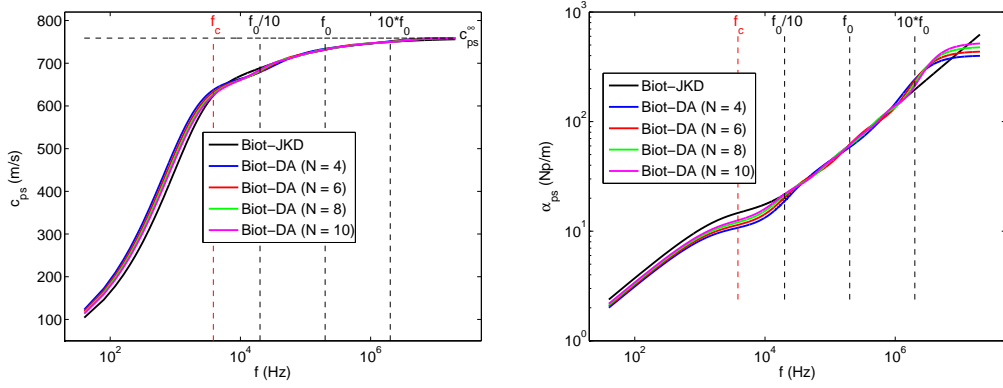 800
700
600
500
400
300
200
100
c_ps (m/s)
f_c
f_0/10
f_0
10*f_0
c_ps^∞
Biot−JKD
Biot−DA (N = 4)
Biot−DA (N = 6)
Biot−DA (N = 8)
Biot−DA (N = 10)
10^2
10^4
10^6
f (Hz)
10^3
10^2
10^1
10^0
α_ps (Np/m)
Biot−JKD
Biot−DA (N = 4)
Biot−DA (N = 6)
Biot−DA (N = 8)
Biot−DA (N = 10)
f_c
f_0/10
f_0
10*f_0
10^2
10^4
10^6
f (Hz)